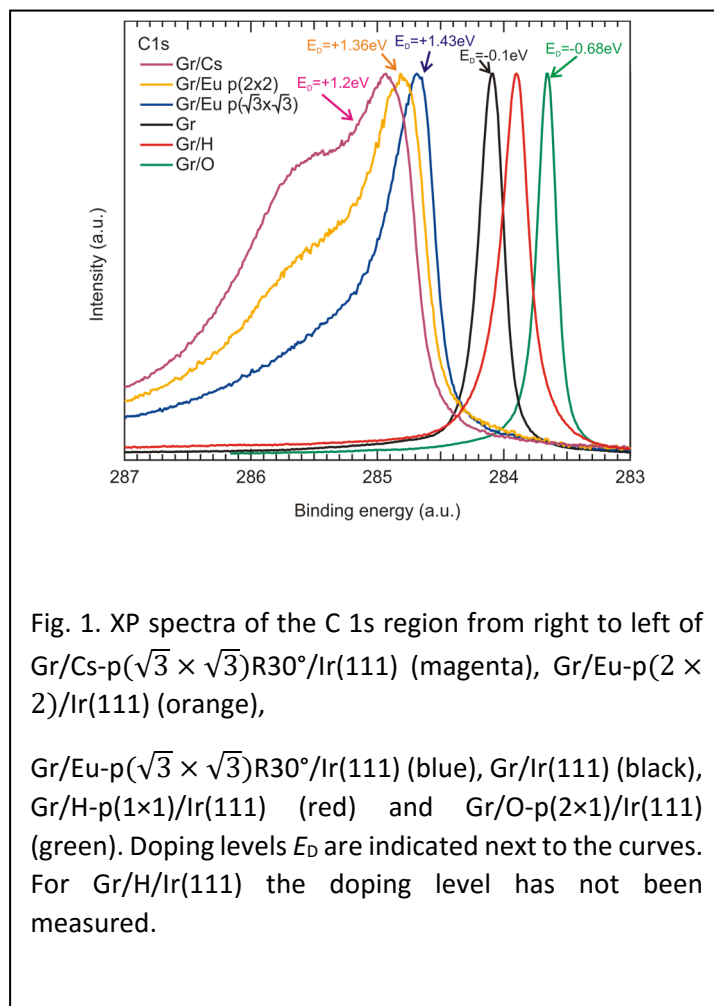 C1s
Gr/Cs
Gr/Eu p(2x2)
Gr/Eu p(√3x√3)
Gr
Gr/H
Gr/O
E_D=+1.2eV
E_D=+1.36eV
E_D=+1.43eV
E_D=-0.1eV
E_D=-0.68eV
Intensity (a.u.)
287 286 285 284 283
Binding energy (a.u.)
Fig. 1. XP spectra of the C 1s region from right to left of
Gr/Cs-p(√3 × √3)R30°/Ir(111) (magenta), Gr/Eu-p(2 ×
2)/Ir(111) (orange),
Gr/Eu-p(√3 × √3)R30°/Ir(111) (blue), Gr/Ir(111) (black),
Gr/H-p(1×1)/Ir(111) (red) and Gr/O-p(2×1)/Ir(111)
(green). Doping levels E_D are indicated next to the curves.
For Gr/H/Ir(111) the doping level has not been
measured.